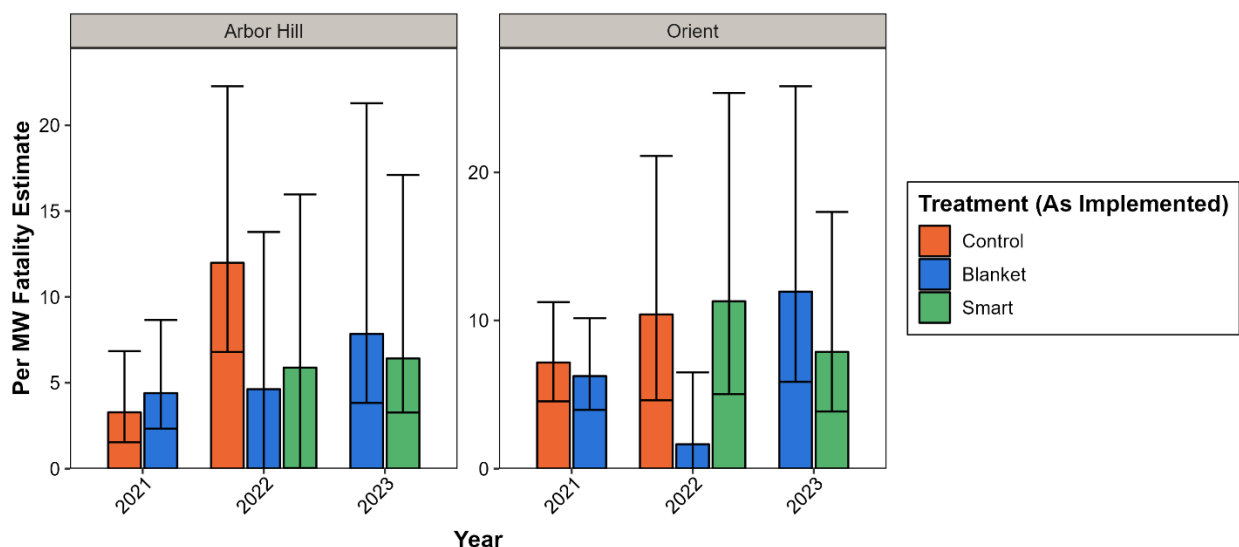 Arbor Hill
Orient
Per MW Fatality Estimate
20
15
10
5
0
20
10
0
2021
2022
2023
2021
2022
2023
Year
Treatment (As Implemented)
Control
Blanket
Smart